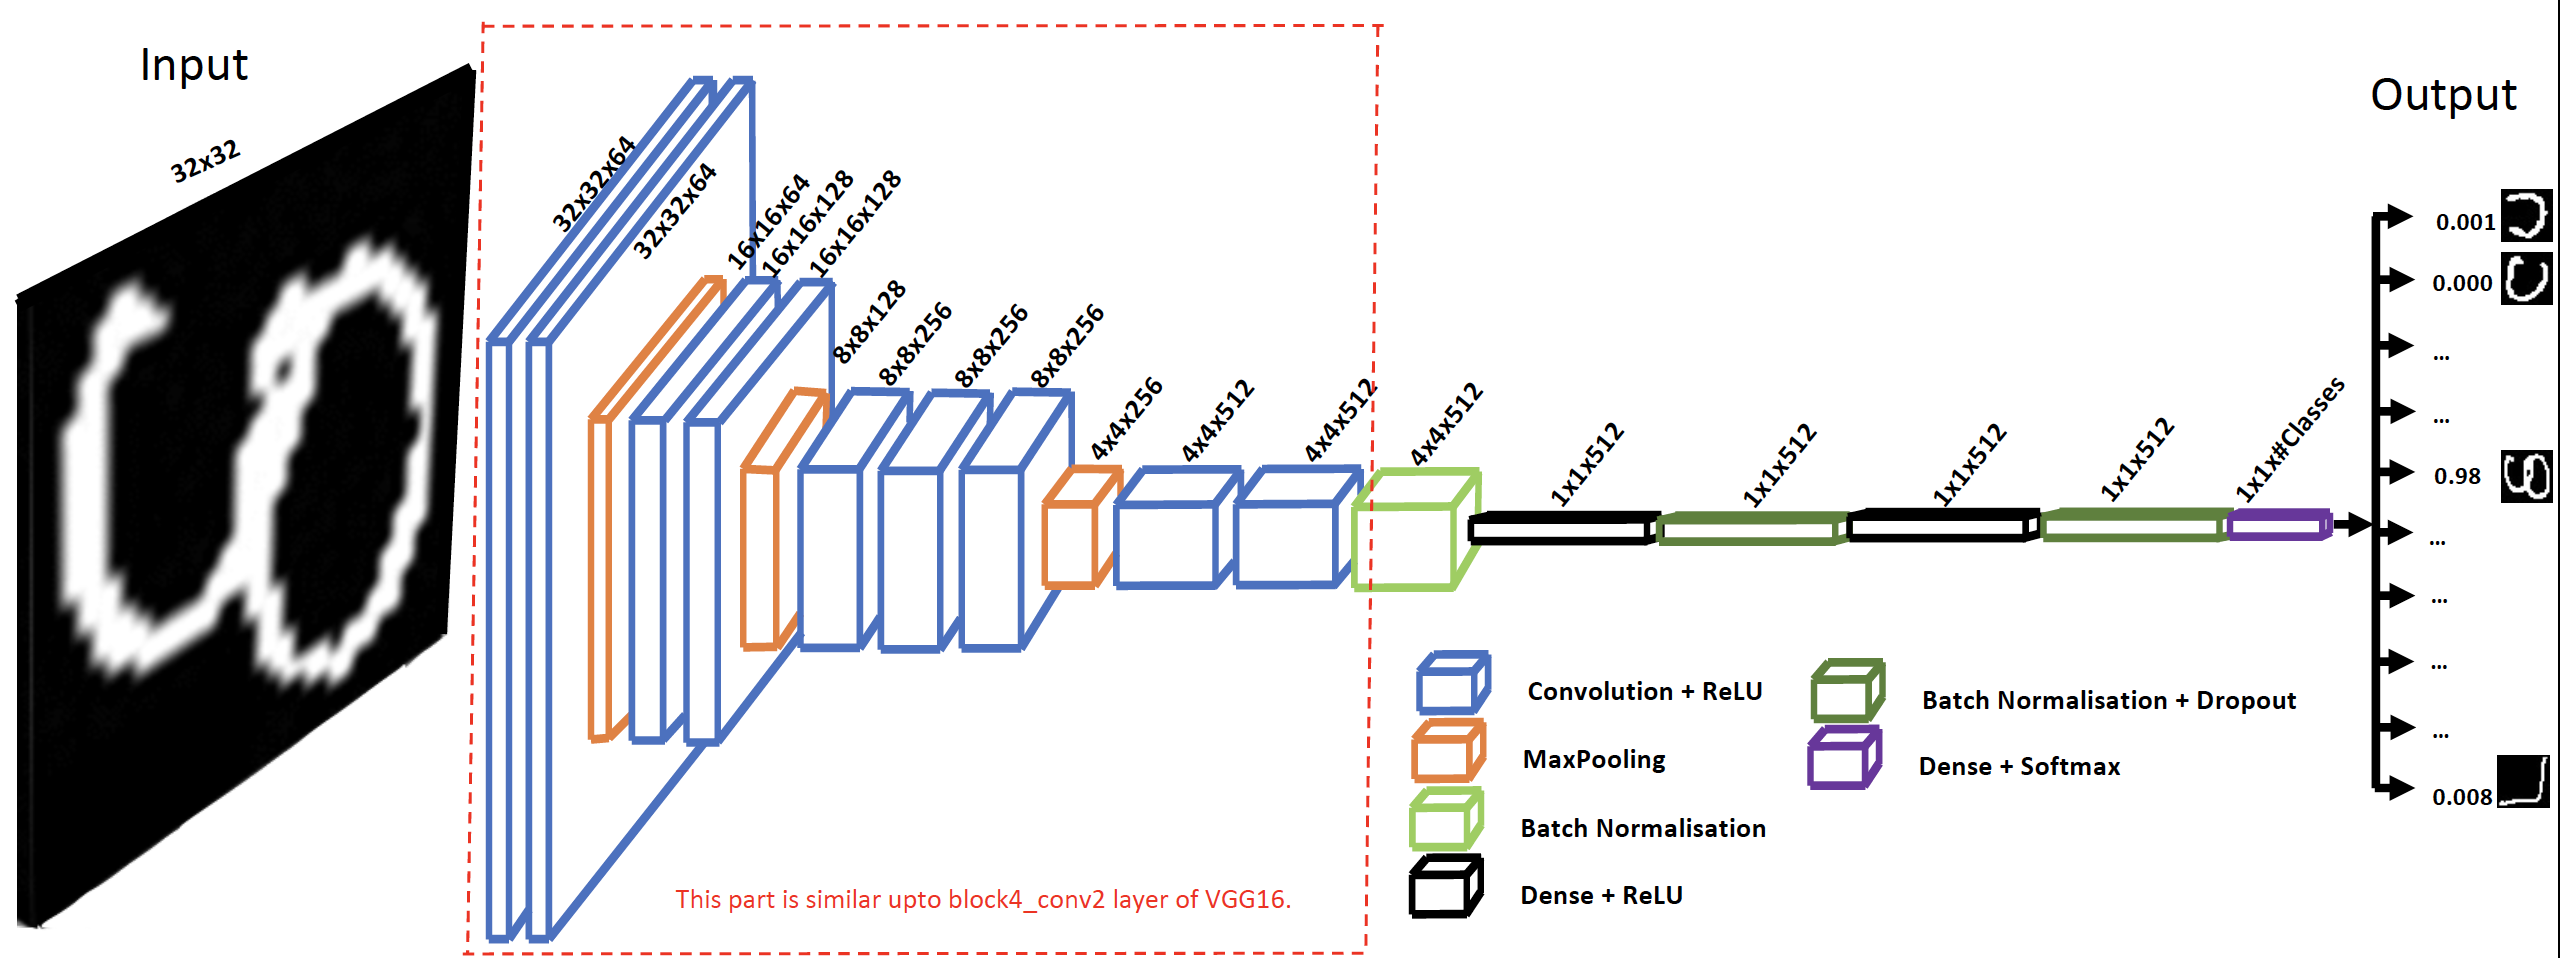 Input
32x32
32x32x64
32x32x64
16x16x64
16x16x128
16x16x128
8x8x128
8x8x256
8x8x256
8x8x256
4x4x256
4x4x512
4x4x512
4x4x512
1x1x512
1x1x512
1x1x512
1x1x512
1x1x#Classes
This part is similar upto block4_conv2 layer of VGG16.
Convolution + ReLU
MaxPooling
Batch Normalisation
Dense + ReLU
Batch Normalisation + Dropout
Dense + Softmax
Output
0.001
0.000
...
...
0.98
...
...
...
...
0.008